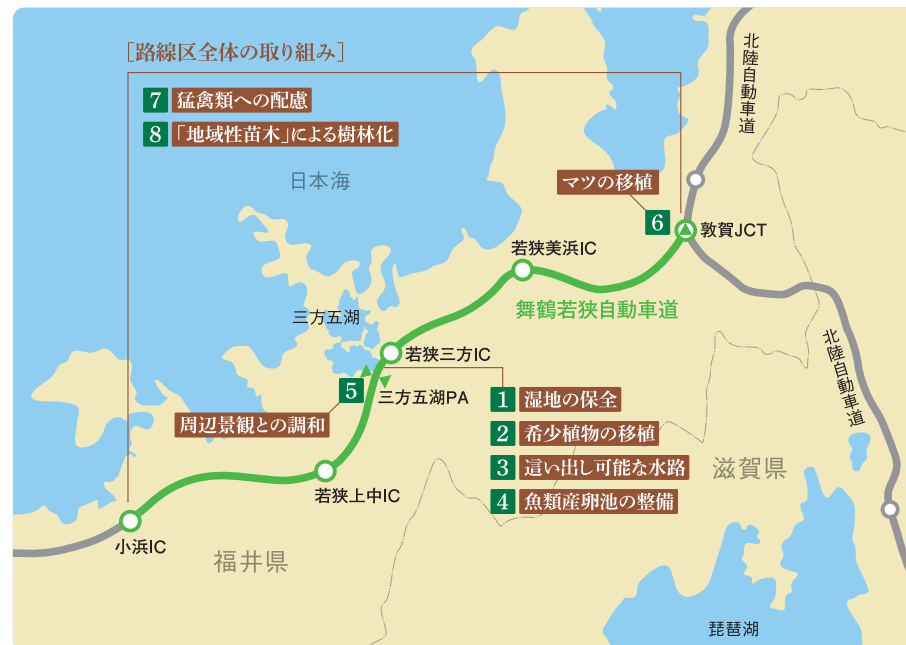 [路線区全体の取り組み]
7 猛禽類への配慮
8 「地域性苗木」による樹林化
日本海
北陸自動車道
マツの移植
6
敦賀JCT
若狭美浜IC
舞鶴若狭自動車道
三方五湖
若狭三方IC
北陸自動車道
5
三方五湖PA
周辺景観との調和
1 湿地の保全
2 希少植物の移植
3 這い出し可能な水路
4 魚類産卵池の整備
滋賀県
若狭上中IC
小浜IC
福井県
琵琶湖